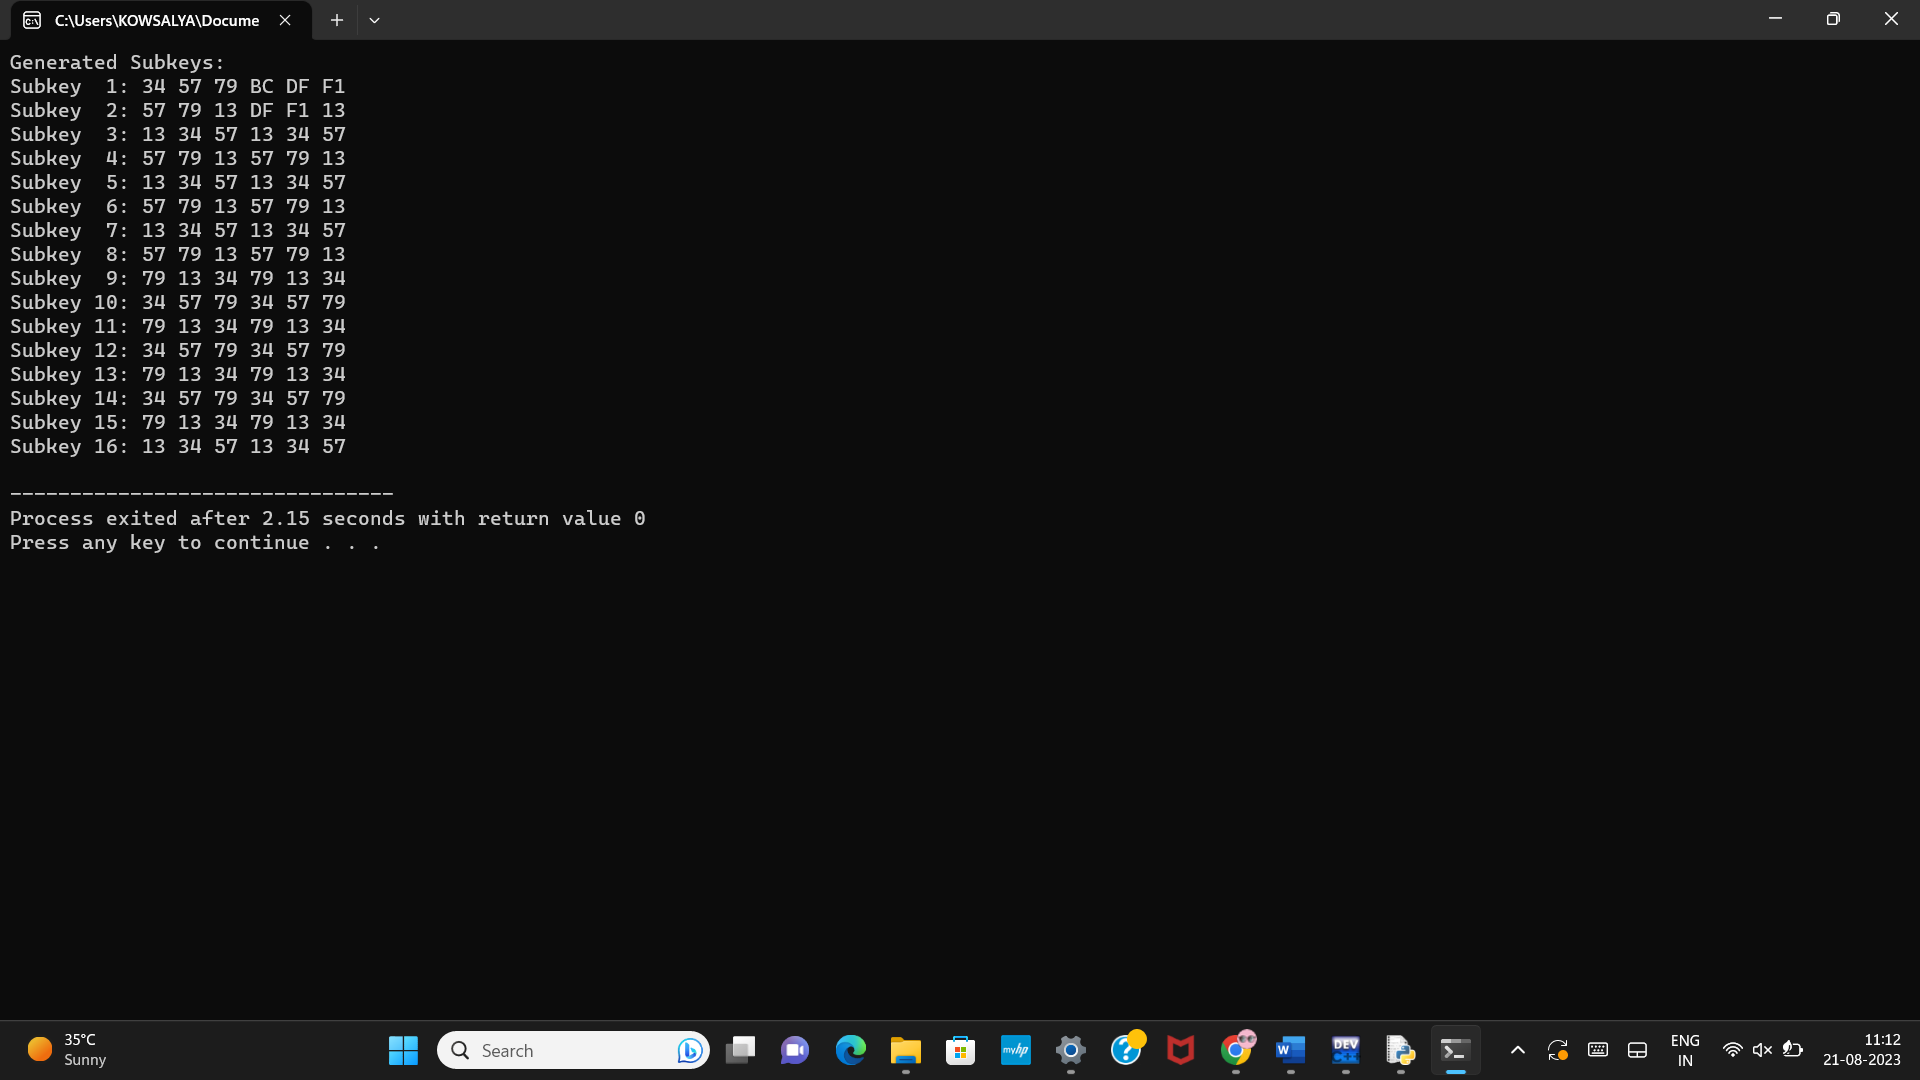 C:\Users\KOWSALYA\Docume
Generated Subkeys:
Subkey  1: 34 57 79 BC DF F1
Subkey  2: 57 79 13 DF F1 13
Subkey  3: 13 34 57 13 34 57
Subkey  4: 57 79 13 57 79 13
Subkey  5: 13 34 57 13 34 57
Subkey  6: 57 79 13 57 79 13
Subkey  7: 13 34 57 13 34 57
Subkey  8: 57 79 13 57 79 13
Subkey  9: 79 13 34 79 13 34
Subkey 10: 34 57 79 34 57 79
Subkey 11: 79 13 34 79 13 34
Subkey 12: 34 57 79 34 57 79
Subkey 13: 79 13 34 79 13 34
Subkey 14: 34 57 79 34 57 79
Subkey 15: 79 13 34 79 13 34
Subkey 16: 13 34 57 13 34 57
--------------------------------
Process exited after 2.15 seconds with return value 0
Press any key to continue . . .
35°C
Sunny
Search
myhp
W
DEV
C++
ENG
IN
11:12
21-08-2023